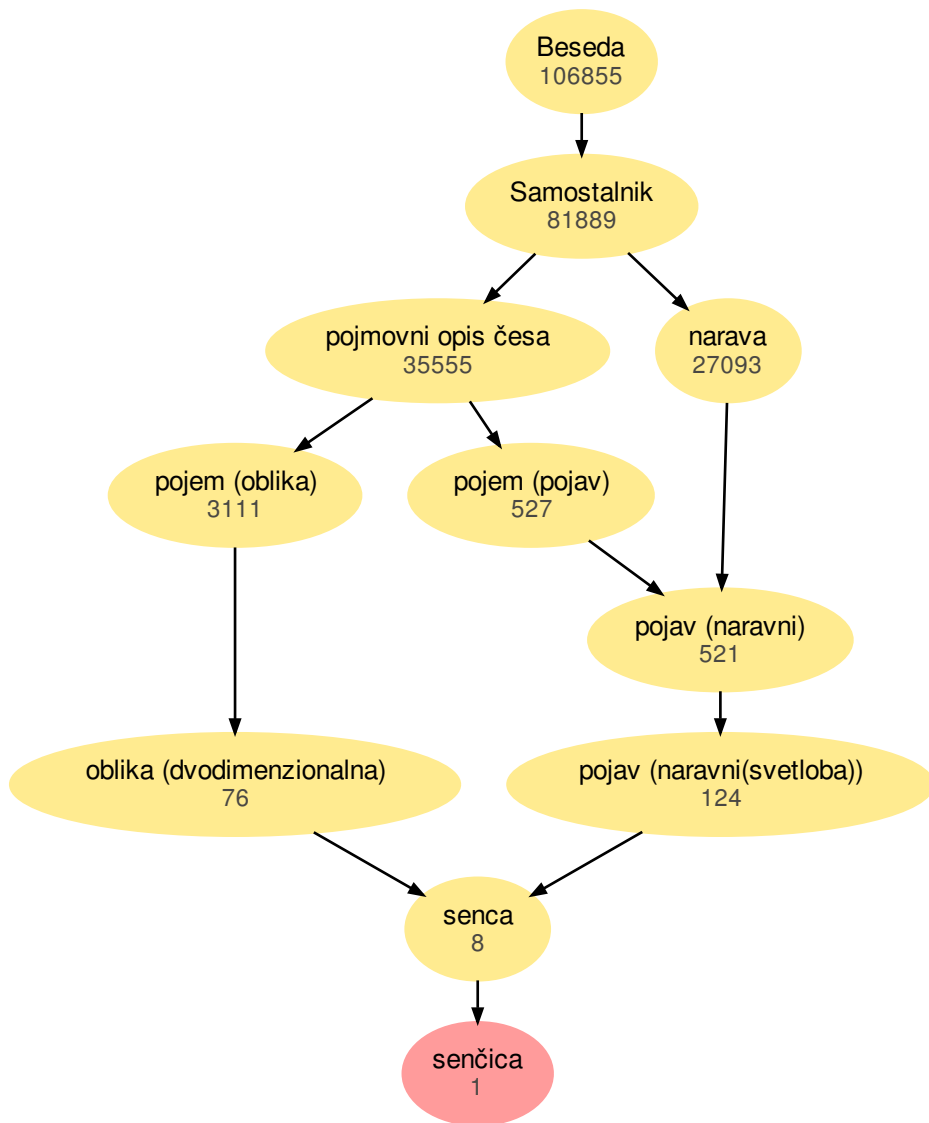 Beseda
106855
Samostalnik
81889
pojmovni opis česa
35555
narava
27093
pojem (oblika)
3111
pojem (pojav)
527
pojav (naravni)
521
oblika (dvodimenzionalna)
76
pojav (naravni(svetloba))
124
senca
8
senčica
1